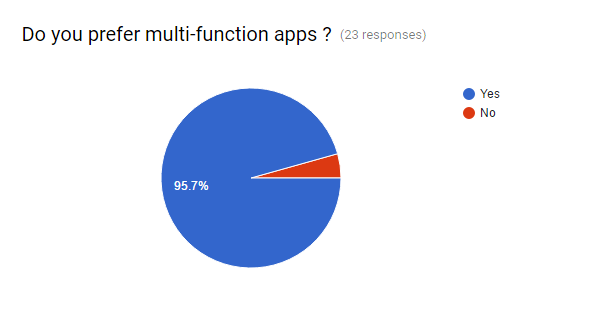 Do you prefer multi-function apps ? (23 responses)
Yes
No
95.7%